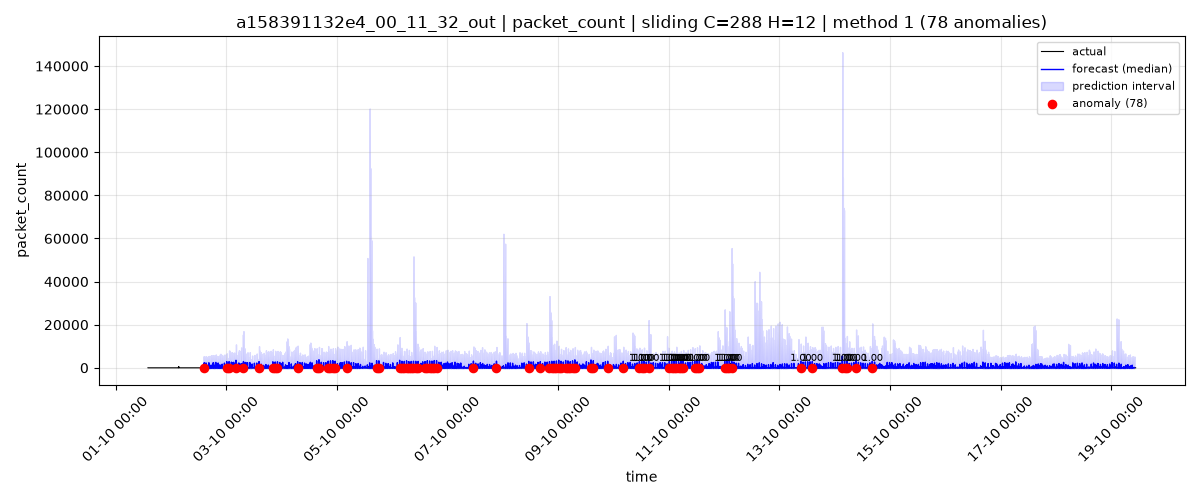 a158391132e4_00_11_32_out | packet_count | sliding C=288 H=12 | method 1 (78 anomalies)
actual
forecast (median)
prediction interval
anomaly (78)
packet_count
140000
120000
100000
80000
60000
40000
20000
0
1.00
01-10 00:00
03-10 00:00
05-10 00:00
07-10 00:00
09-10 00:00
11-10 00:00
13-10 00:00
15-10 00:00
17-10 00:00
19-10 00:00
time